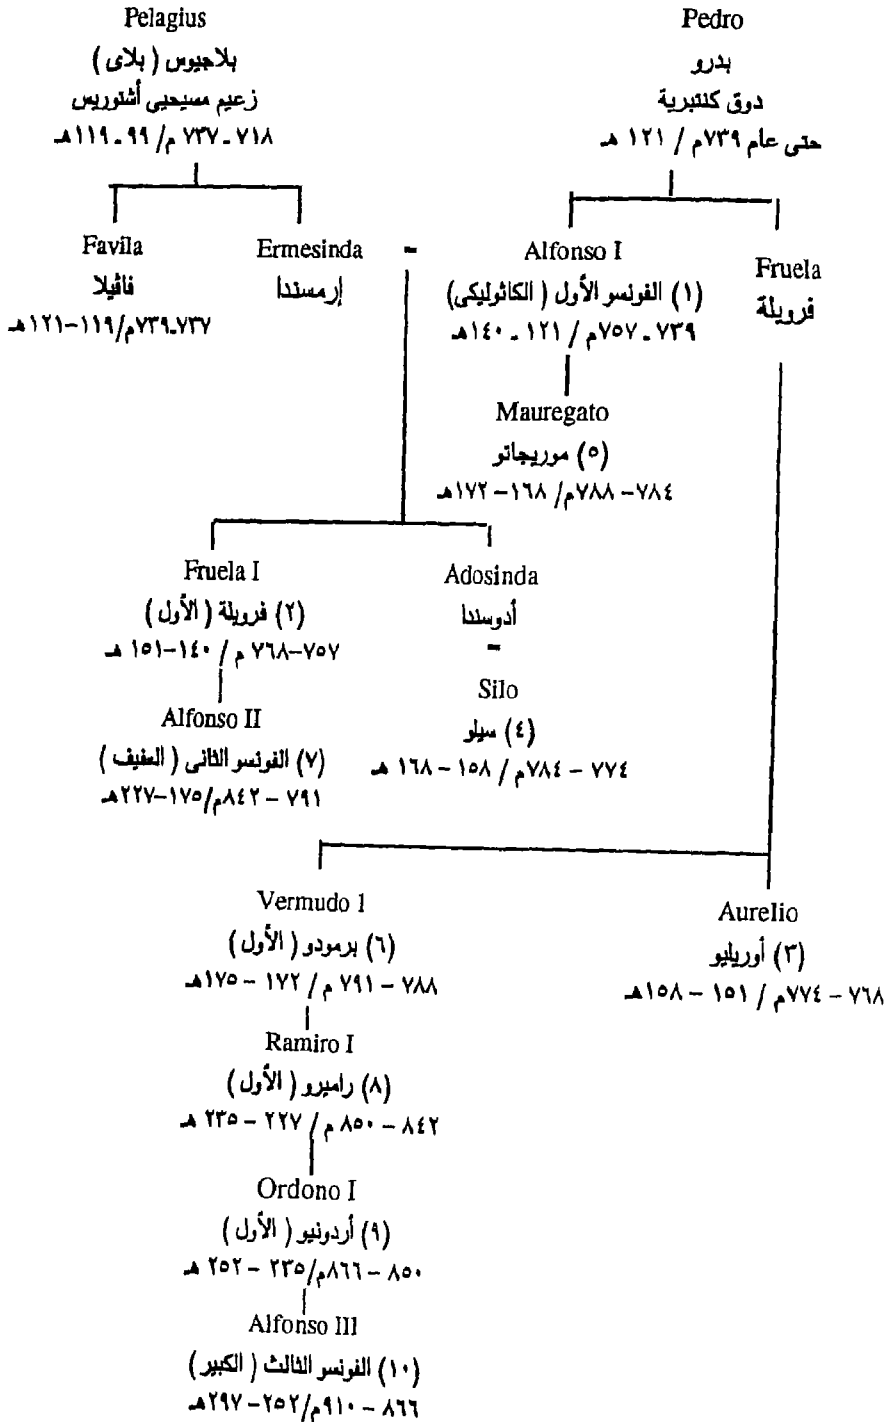 Pelagius
بلاجيوس ( بلاى )
زعيم مسيحيى أشتوريس
٧١٨ ـ ٧٣٧ م/ ٩٩ ـ ١١٩هـ
Pedro
بدرو
دوق كنتبرية
حتى عام ٧٣٩م / ١٢١ هـ
Favila
فاڤيلا
٧٣٧ـ٧٣٩م/١١٩–١٢١هـ
Ermesinda
إرمسندا
-
Alfonso I
(١) الفونسو الأول ( الكاثوليكى)
٧٣٩ ـ ٧٥٧م / ١٢١ ـ ١٤٠هـ
Fruela
فرويلة
Mauregato
(٥) موريجاتو
٧٨٤– ٧٨٨م/ ١٦٨– ١٧٢هـ
Fruela I
(٢) فرويلة ( الأول )
٧٥٧–٧٦٨ م / ١٤٠–١٥١ هـ
Adosinda
أدوسندا
-
Silo
(٤) سيلو
٧٧٤ – ٧٨٤م / ١٥٨ – ١٦٨ هـ
Alfonso II
(٧) الفونسو الثانى ( العفيف )
٧٩١ – ٨٤٢م/١٧٥–٢٢٧هـ
Vermudo 1
(٦) برمودو ( الأول )
٧٨٨ – ٧٩١ م / ١٧٢ – ١٧٥هـ
Aurelio
(٣) أوريليو
٧٦٨ – ٧٧٤م / ١٥١ – ١٥٨هـ
Ramiro I
(٨) راميرو ( الأول )
٨٤٢ – ٨٥٠ م / ٢٢٧ – ٢٣٥ هـ
Ordono I
(٩) أردونيو ( الأول )
٨٥٠ – ٨٦٦م/٢٣٥ – ٢٥٢ هـ
Alfonso III
(١٠) الفونسو الثالث ( الكبير )
٨٦٦ – ٩١٠م/٢٥٢–٢٩٧هـ